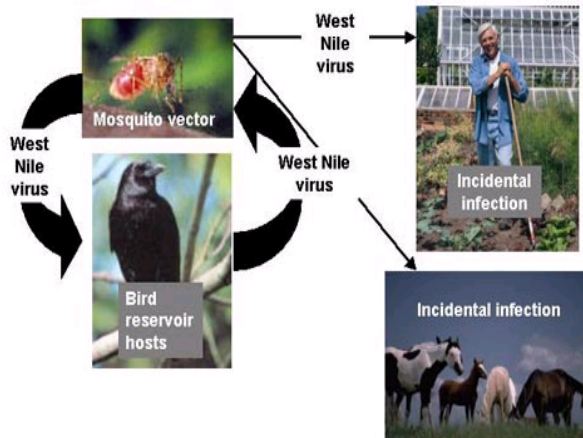 West
Nile
virus
Mosquito vector
West
Nile
virus
West Nile
virus
Incidental
infection
Bird
reservoir
hosts
Incidental infection